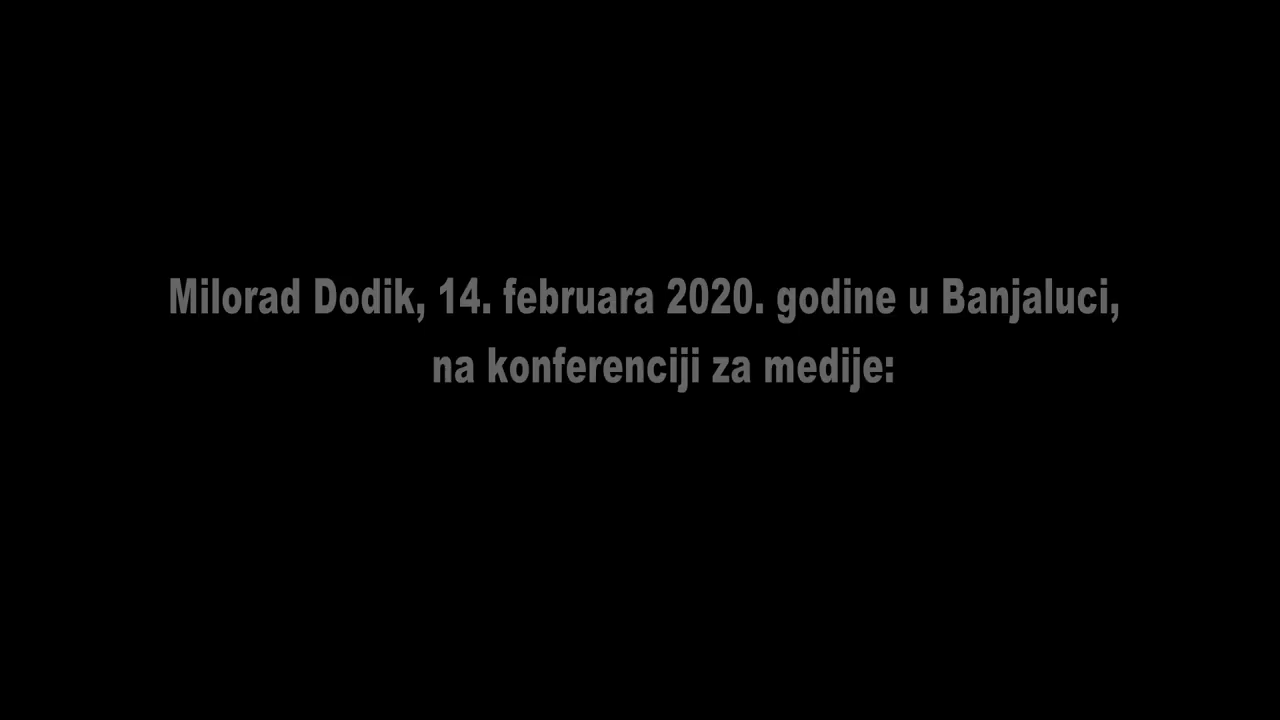 Milorad Dodik, 14. februara 2020. godine u Banjaluci,
na konferenciji za medije: